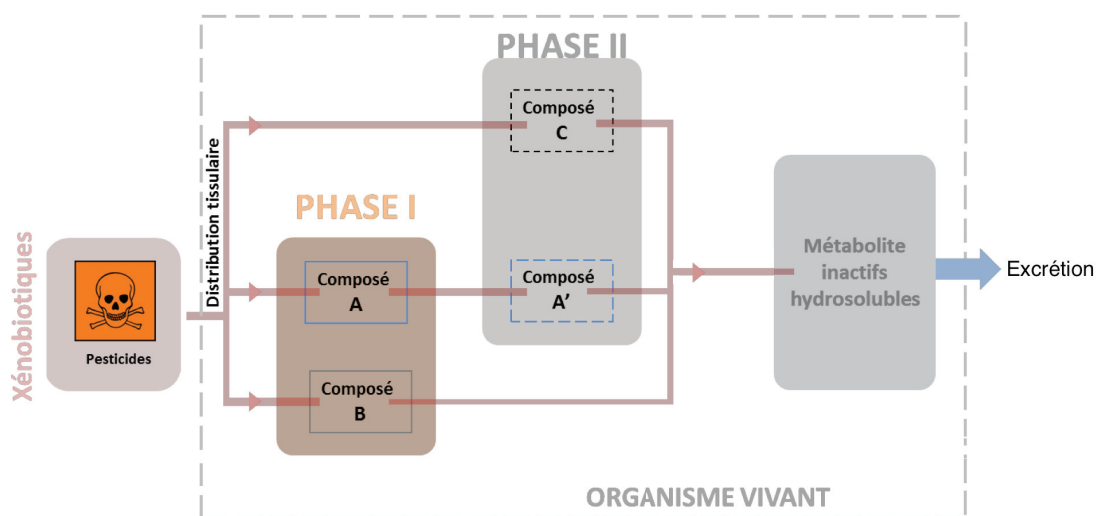 PHASE II
Composé
C
Distribution tissulaire
PHASE I
Xénobiotiques
Pesticides
Composé
A
Composé
A’
Composé
B
Métabolite
inactifs
hydrosolubles
Excrétion
ORGANISME VIVANT